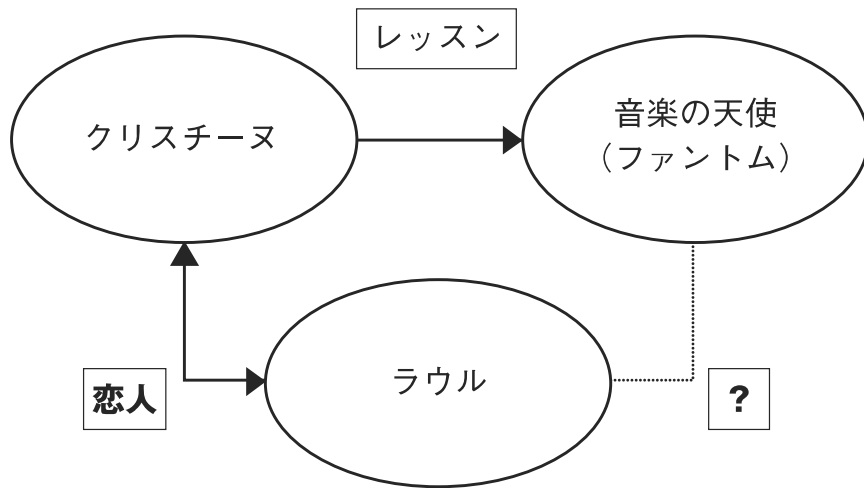 レッスン
クリスチーヌ
音楽の天使
（ファントム）
ラウル
恋人
?